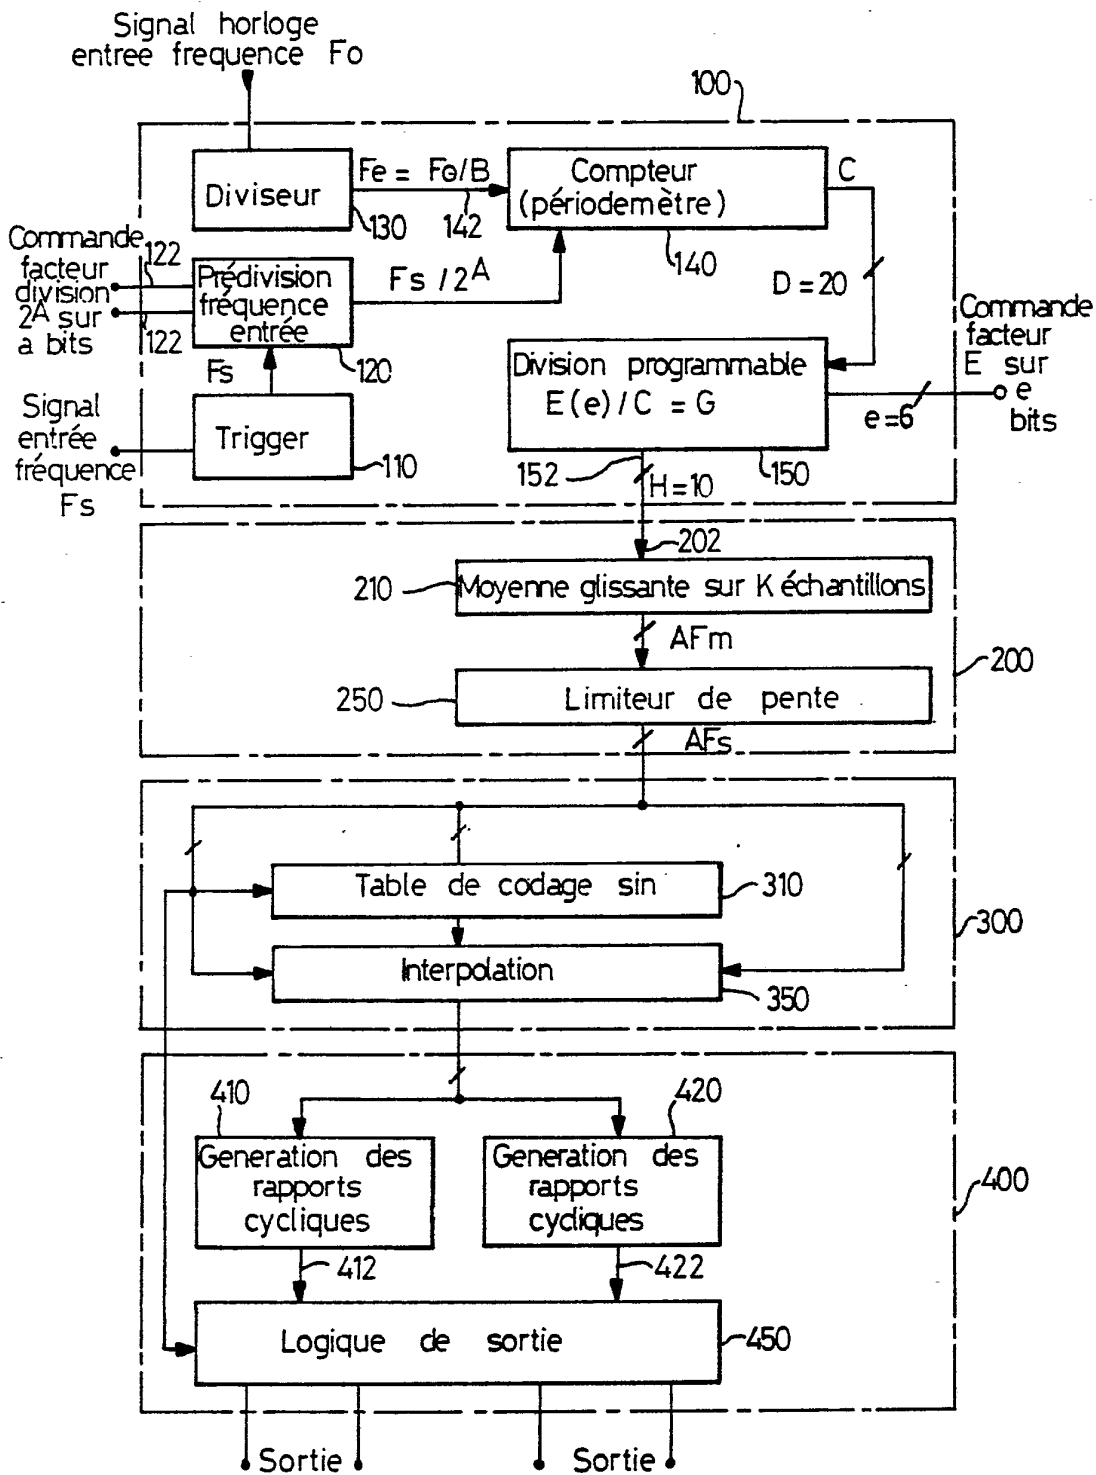 Signal horloge
entree frequence Fo
100
Diviseur
130
Fe = Fo/B
142
Compteur
(périodemètre)
140
C
D = 20
Commande
facteur
division
2A sur
a bits
122
122
Prédivision
fréquence
entrée
120
Fs / 2A
Fs
Signal
entrée
fréquence
Fs
Trigger
110
Division programmable
E(e) / C = G
150
Commande
facteur
E sur
e
bits
e=6
152
H=10
202
210
Moyenne glissante sur K échantillons
AFm
200
250
Limiteur de pente
AFs
Table de codage sin
310
300
Interpolation
350
410
Generation des
rapports
cycliques
412
420
Generation des
rapports
cycliques
422
400
Logique de sortie
450
Sortie
Sortie